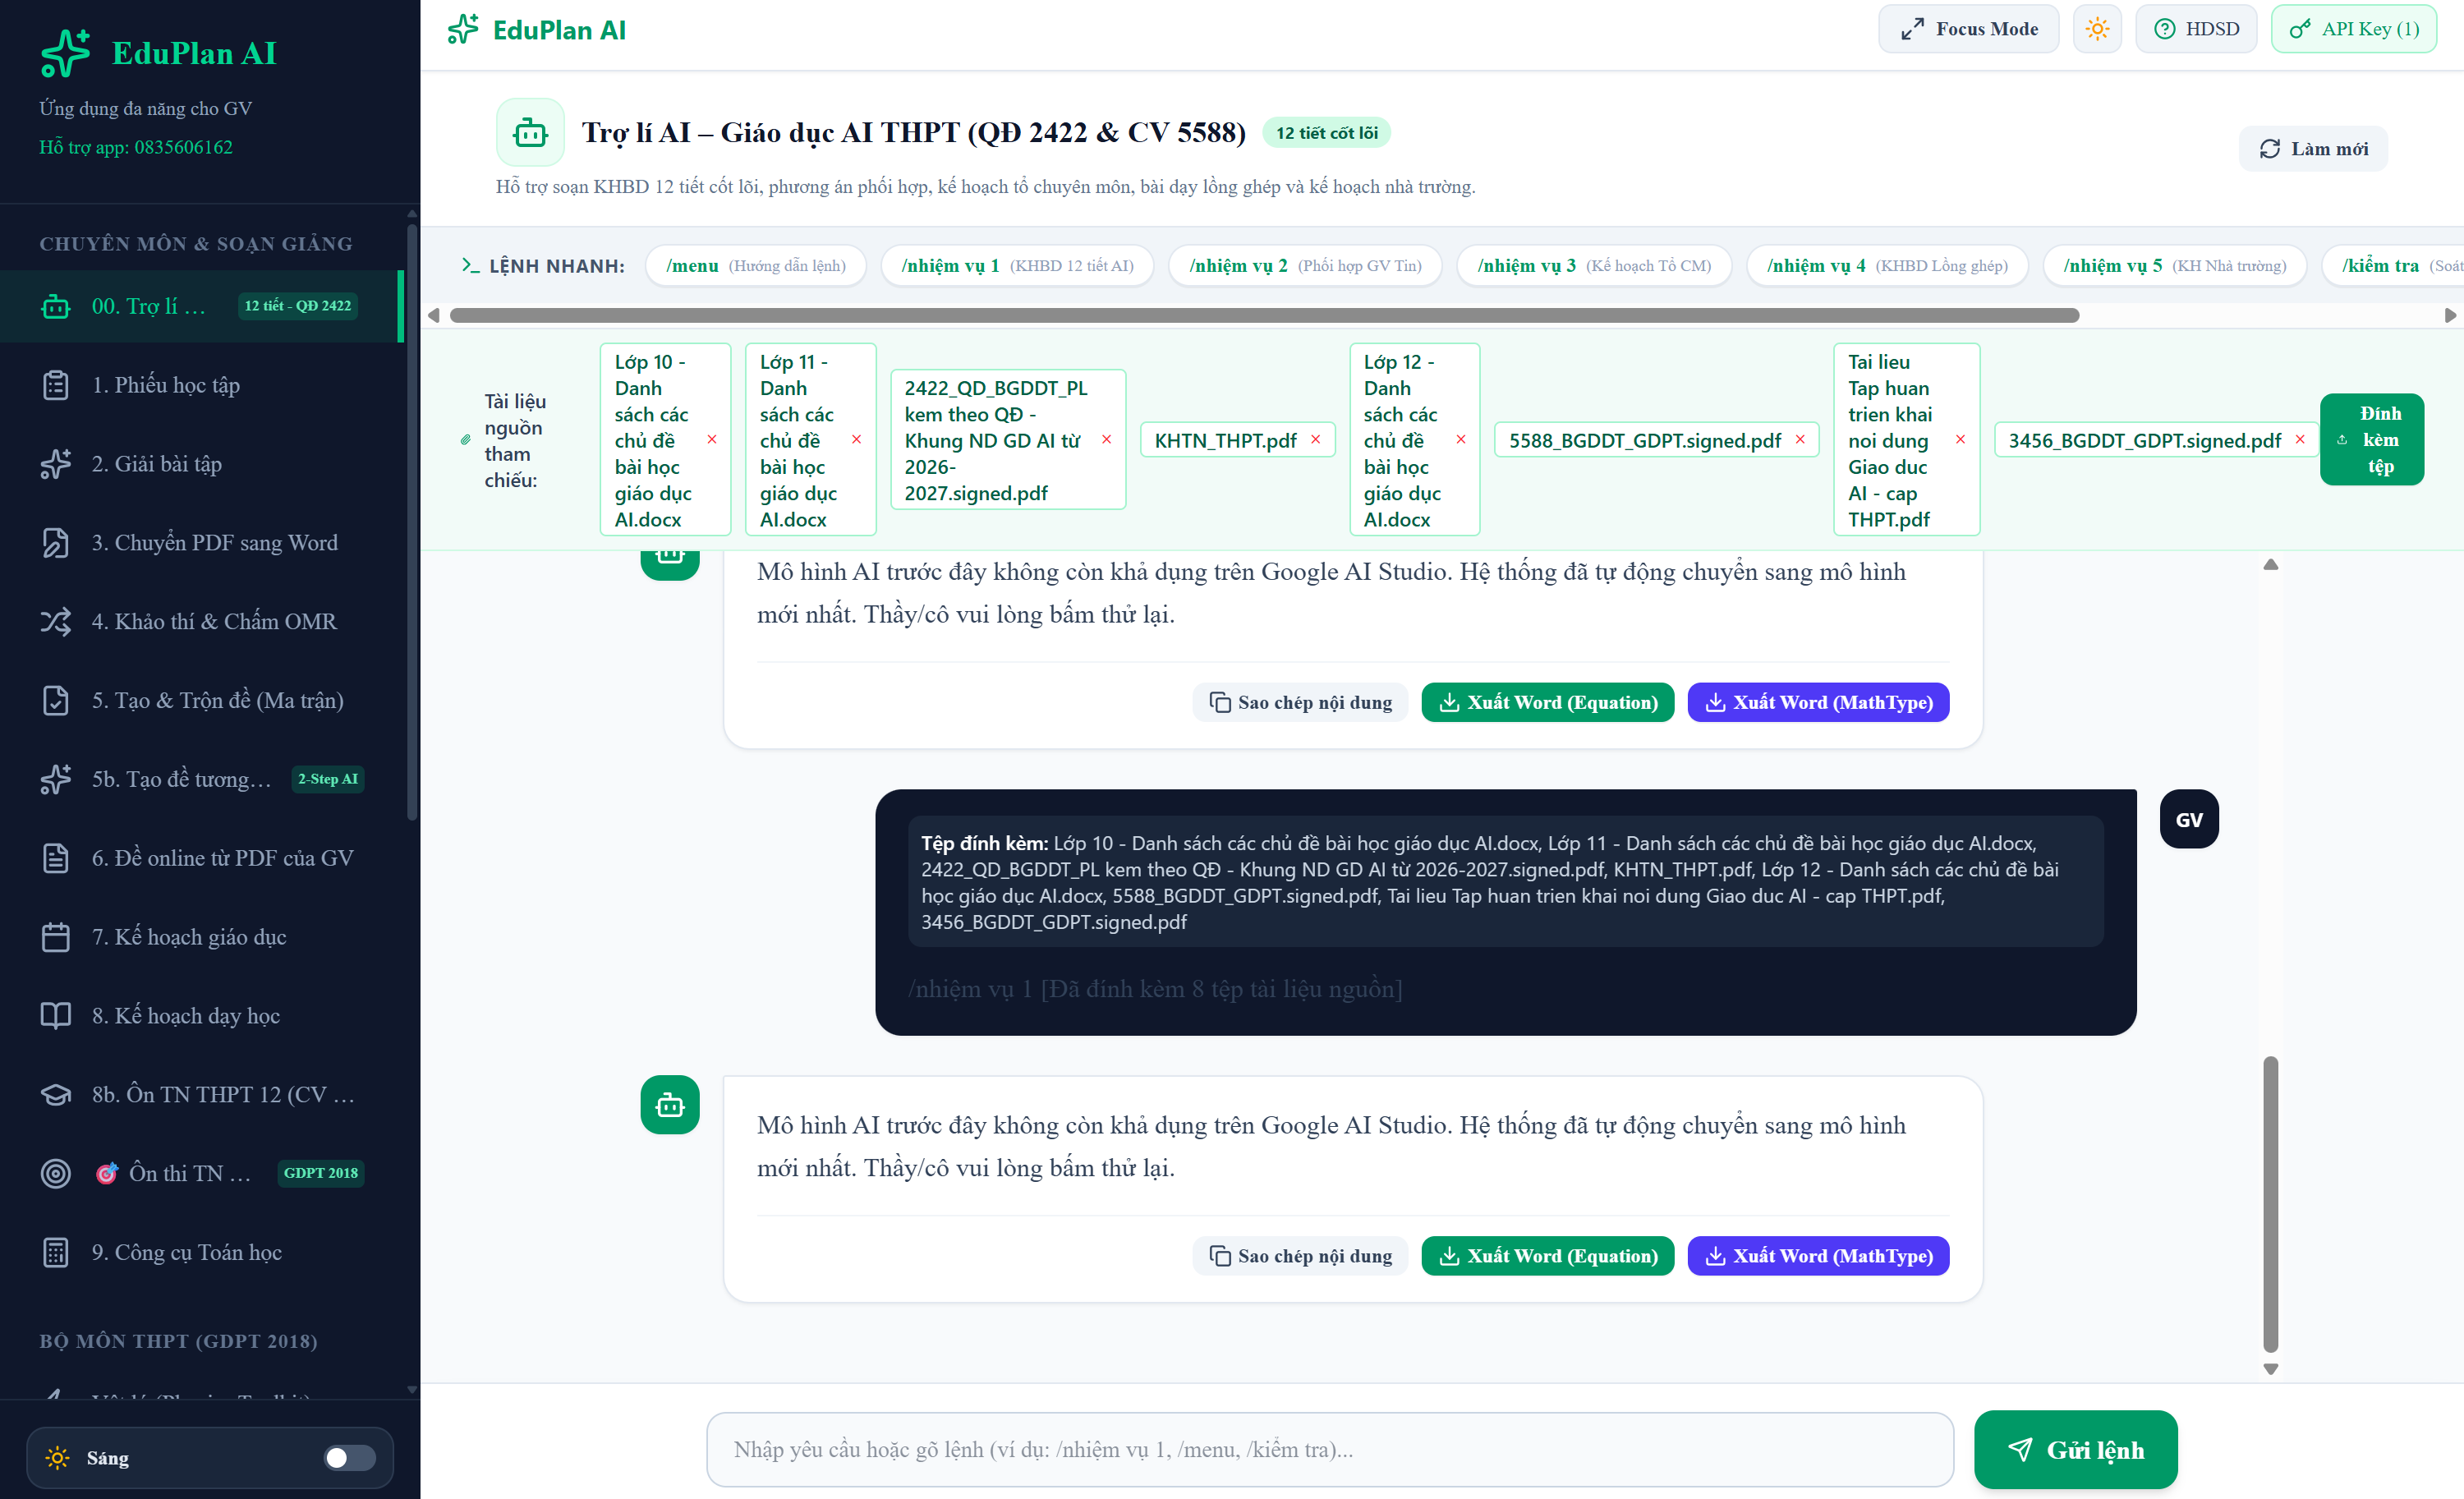 EduPlan AI
Ứng dụng đa năng cho GV
Hỗ trợ app: 0835606162
CHUYÊN MÔN & SOẠN GIẢNG
00. Trợ lí ...
12 tiết - QĐ 2422
1. Phiếu học tập
2. Giải bài tập
3. Chuyển PDF sang Word
4. Khảo thí & Chấm OMR
5. Tạo & Trộn đề (Ma trận)
5b. Tạo đề tương...
2-Step AI
6. Đề online từ PDF của GV
7. Kế hoạch giáo dục
8. Kế hoạch dạy học
8b. Ôn TN THPT 12 (CV ...
🎯 Ôn thi TN ...
GDPT 2018
9. Công cụ Toán học
BỘ MÔN THPT (GDPT 2018)
Sáng
EduPlan AI
Focus Mode
HDSD
API Key (1)
Trợ lí AI – Giáo dục AI THPT (QĐ 2422 & CV 5588)
12 tiết cốt lõi
Hỗ trợ soạn KHBD 12 tiết cốt lõi, phương án phối hợp, kế hoạch tổ chuyên môn, bài dạy lồng ghép và kế hoạch nhà trường.
Làm mới
LỆNH NHANH:
/menu (Hướng dẫn lệnh)
/nhiệm vụ 1 (KHBD 12 tiết AI)
/nhiệm vụ 2 (Phối hợp GV Tin)
/nhiệm vụ 3 (Kế hoạch Tổ CM)
/nhiệm vụ 4 (KHBD Lồng ghép)
/nhiệm vụ 5 (KH Nhà trường)
/kiểm tra (Soát
Tài liệu
nguồn
tham
chiếu:
Lớp 10 -
Danh
sách các
chủ đề
bài học
giáo dục
AI.docx
Lớp 11 -
Danh
sách các
chủ đề
bài học
giáo dục
AI.docx
2422_QD_BGDDT_PL
kem theo QĐ -
Khung ND GD AI từ
2026-
2027.signed.pdf
KHTN_THPT.pdf
Lớp 12 -
Danh
sách các
chủ đề
bài học
giáo dục
AI.docx
5588_BGDDT_GDPT.signed.pdf
Tai lieu
Tap huan
trien khai
noi dung
Giao duc
AI - cap
THPT.pdf
3456_BGDDT_GDPT.signed.pdf
Đính
kèm
tệp
Mô hình AI trước đây không còn khả dụng trên Google AI Studio. Hệ thống đã tự động chuyển sang mô hình
mới nhất. Thầy/cô vui lòng bấm thử lại.
Sao chép nội dung
Xuất Word (Equation)
Xuất Word (MathType)
GV
Tệp đính kèm: Lớp 10 - Danh sách các chủ đề bài học giáo dục AI.docx, Lớp 11 - Danh sách các chủ đề bài học giáo dục AI.docx,
2422_QD_BGDDT_PL kem theo QĐ - Khung ND GD AI từ 2026-2027.signed.pdf, KHTN_THPT.pdf, Lớp 12 - Danh sách các chủ đề bài
học giáo dục AI.docx, 5588_BGDDT_GDPT.signed.pdf, Tai lieu Tap huan trien khai noi dung Giao duc AI - cap THPT.pdf,
3456_BGDDT_GDPT.signed.pdf
/nhiệm vụ 1 [Đã đính kèm 8 tệp tài liệu nguồn]
Mô hình AI trước đây không còn khả dụng trên Google AI Studio. Hệ thống đã tự động chuyển sang mô hình
mới nhất. Thầy/cô vui lòng bấm thử lại.
Sao chép nội dung
Xuất Word (Equation)
Xuất Word (MathType)
Nhập yêu cầu hoặc gõ lệnh (ví dụ: /nhiệm vụ 1, /menu, /kiểm tra)...
Gửi lệnh